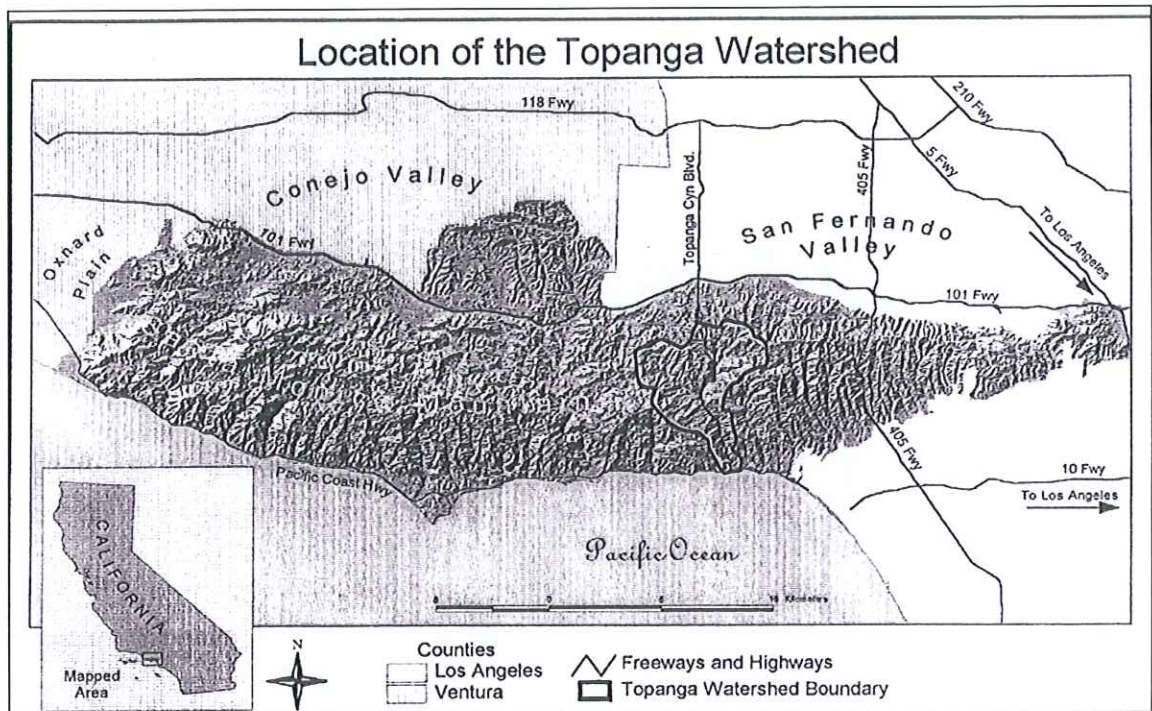 Location of the Topanga Watershed
118 Fwy
210 Fwy
5 Fwy
405 Fwy
Topanga Cyn Blvd.
Conejo Valley
San Fernando
Valley
To Los Angeles
Oxnard
Plain
101 Fwy
101 Fwy
405 Fwy
10 Fwy
To Los Angeles
Pacific Coast Hwy
Pacific Ocean
CALIFORNIA
Mapped
Area
N
Counties
Los Angeles
Ventura
Freeways and Highways
Topanga Watershed Boundary